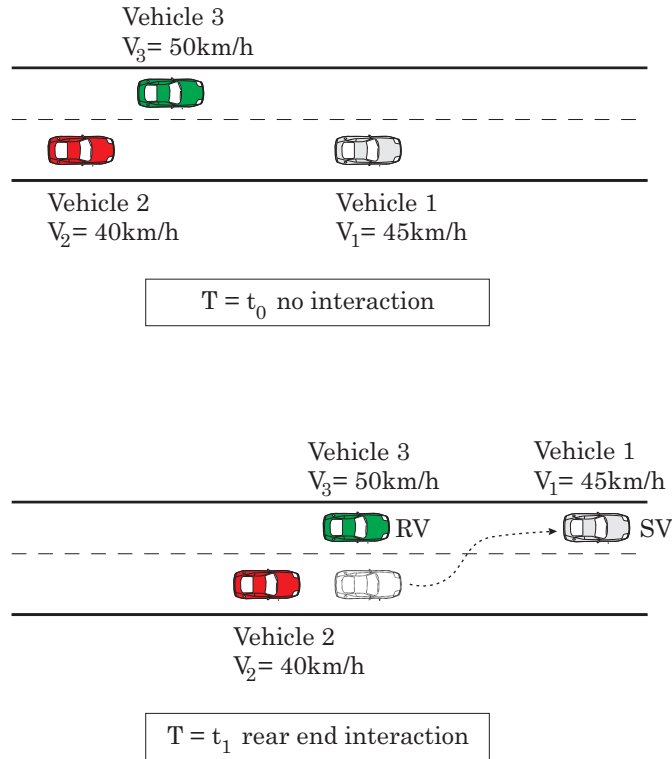 Vehicle 3
V3= 50km/h
Vehicle 2
V2= 40km/h
Vehicle 1
V1= 45km/h
T = t0 no interaction
Vehicle 3
V3= 50km/h
Vehicle 1
V1= 45km/h
RV
SV
Vehicle 2
V2= 40km/h
T = t1 rear end interaction